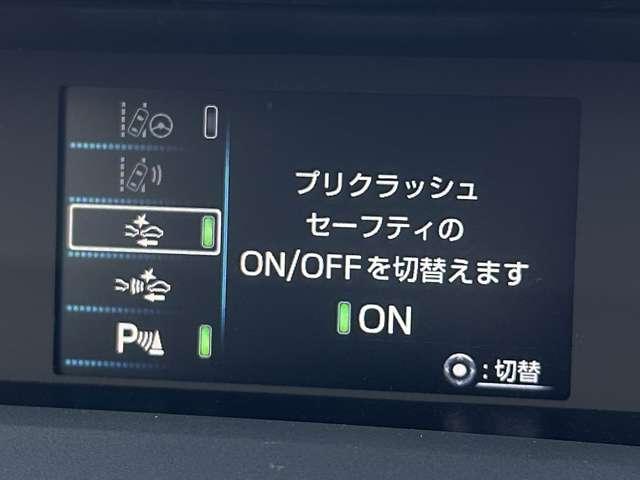 プリクラッシュ
セーフティの
ON/OFFを切替えます
ON
P
:切替